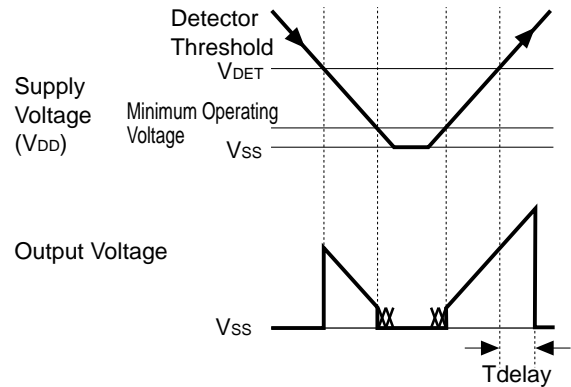 Detector
Threshold
VDET
Supply
Voltage
(VDD)
Minimum Operating
Voltage
VSS
Output Voltage
VSS
Tdelay